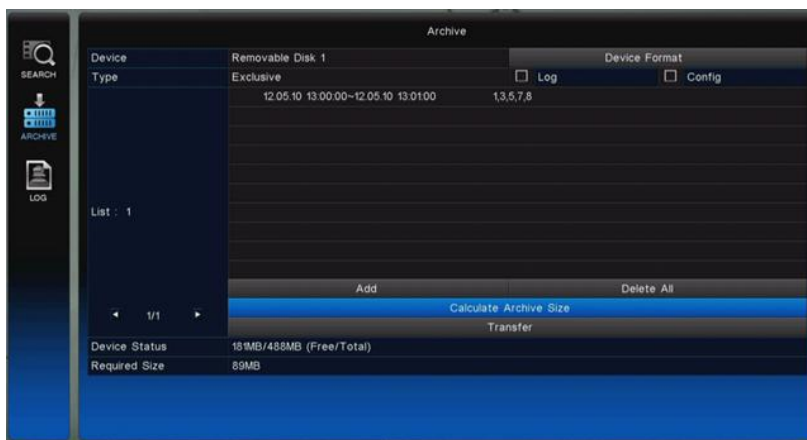 Archive
SEARCH
ARCHIVE
LOG
Device Removable Disk 1 Device Format
Type Exclusive Log Config
12.05.10 13:00:00~12.05.10 13:01:00 1,3,5,7,8
List : 1
Add Delete All
1/1 Calculate Archive Size
Transfer
Device Status 181MB/488MB (Free/Total)
Required Size 89MB